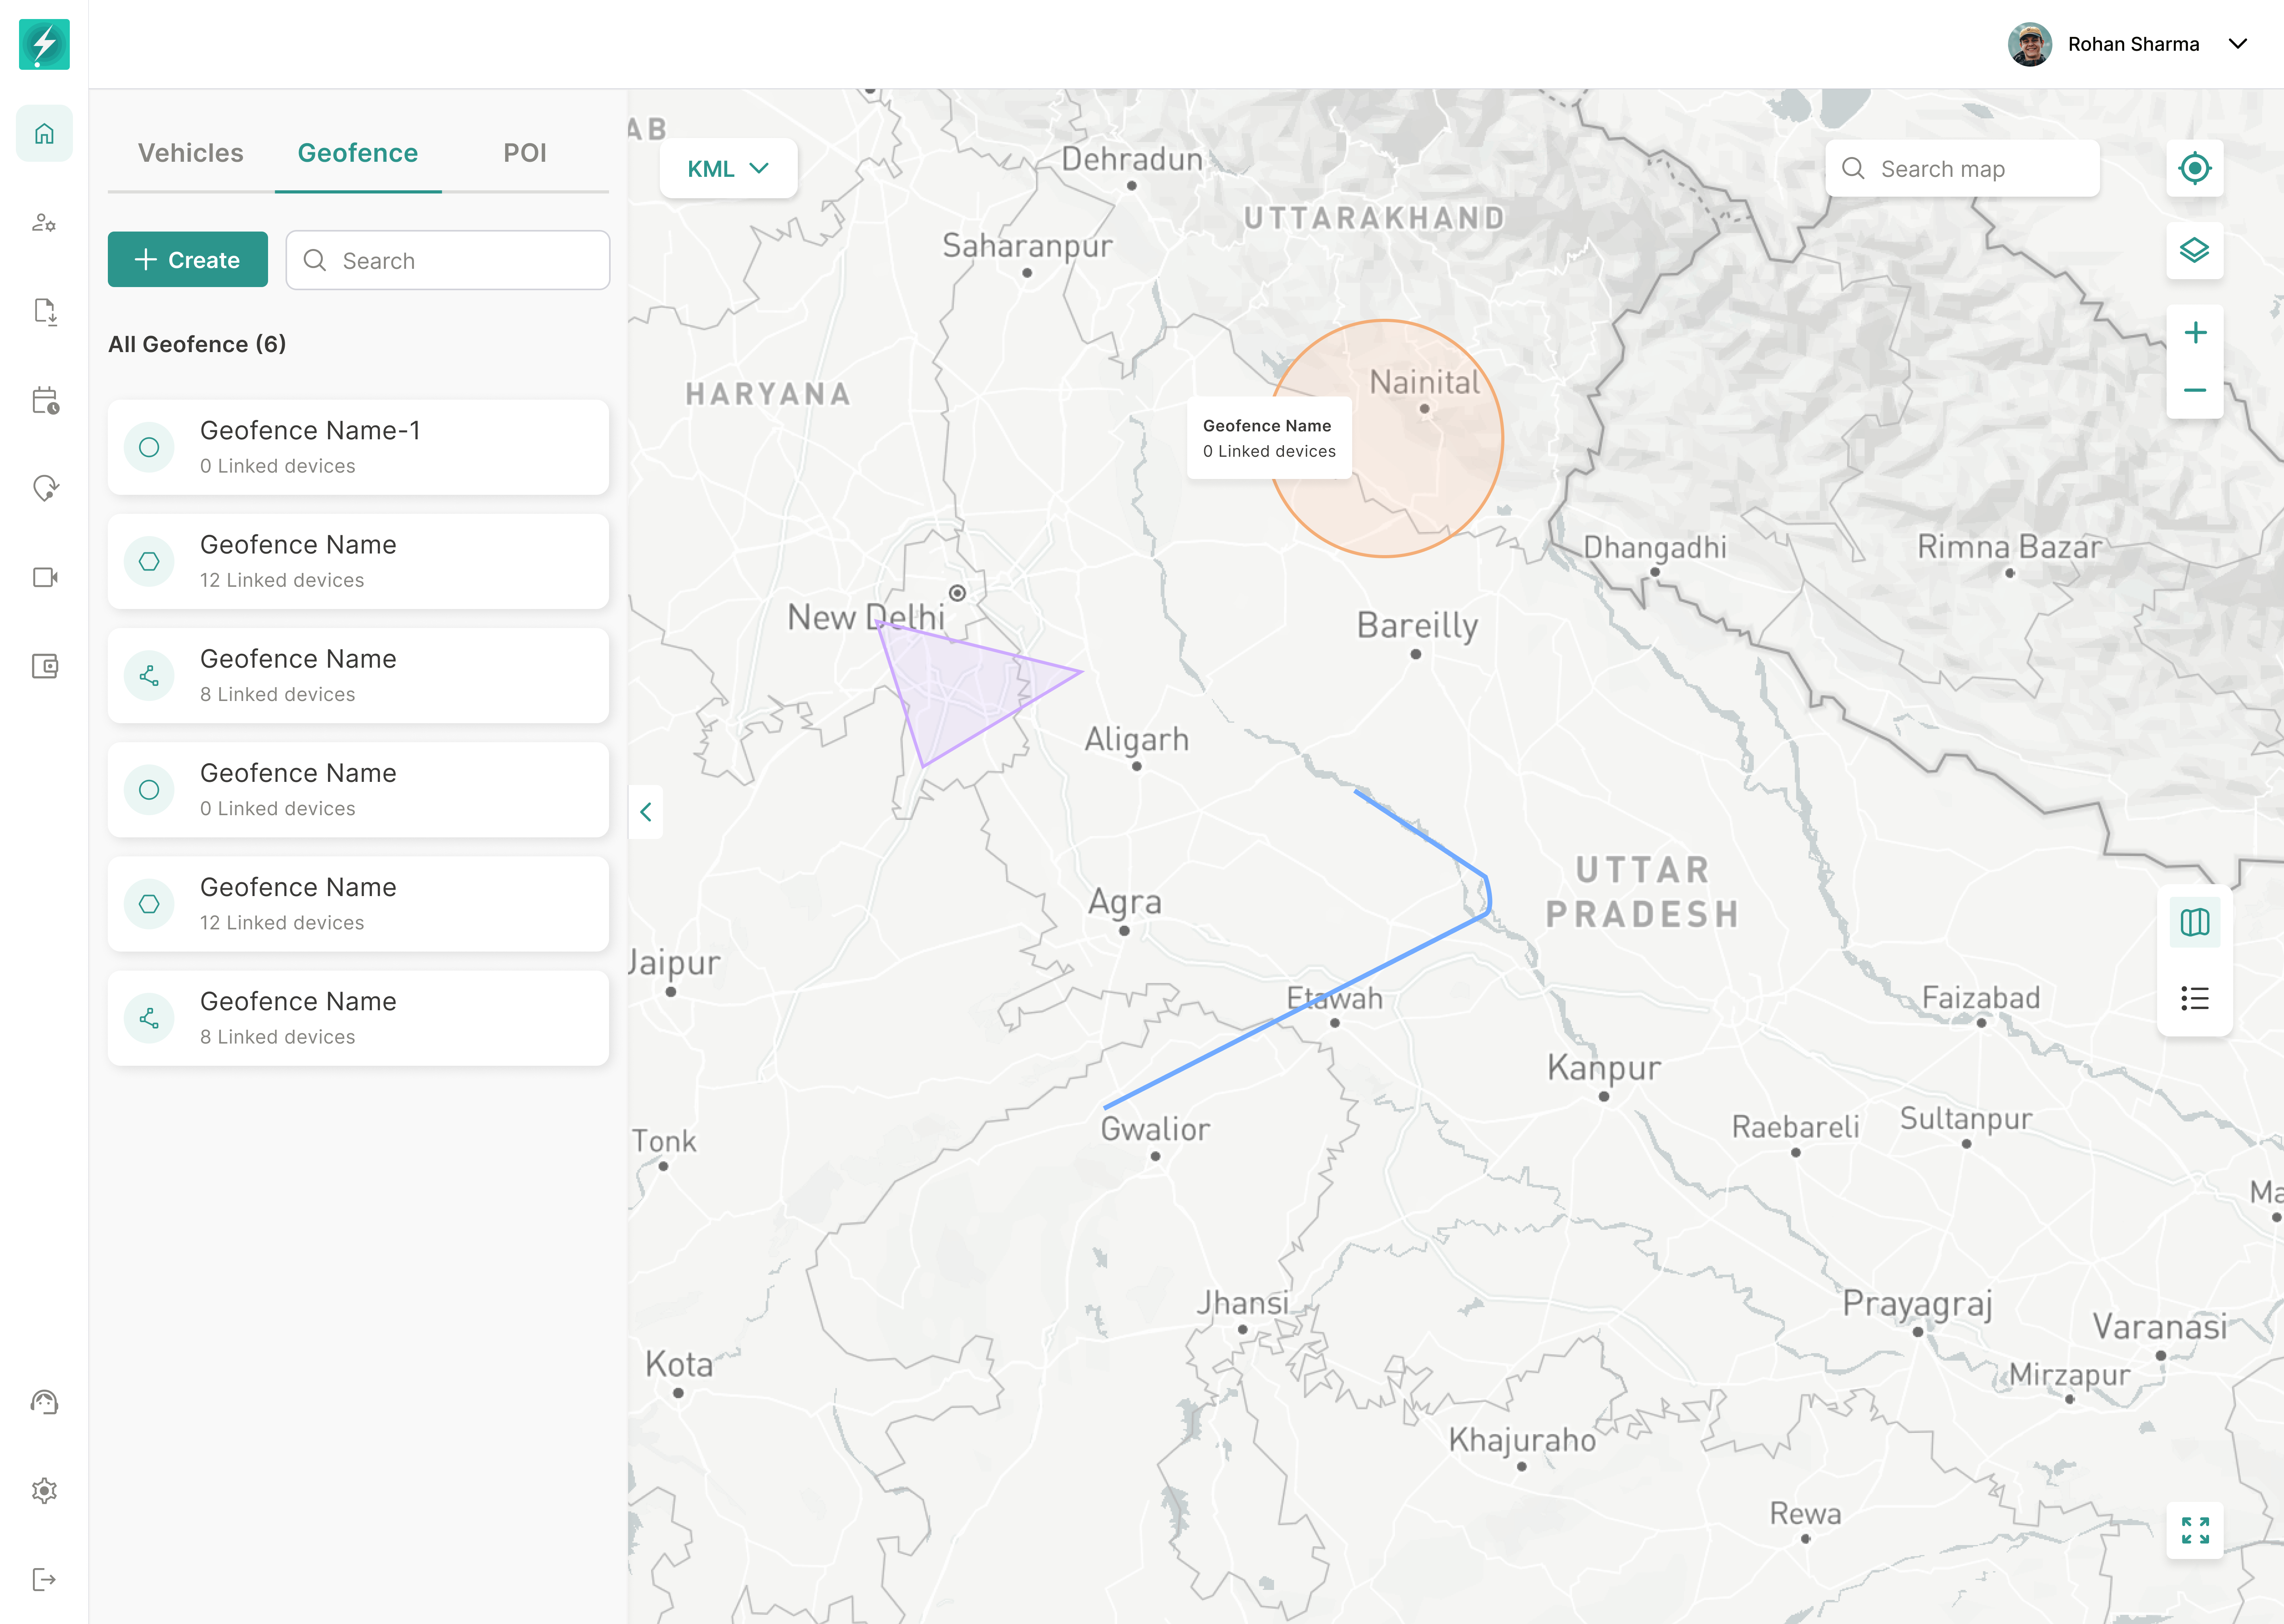 Rohan Sharma
Vehicles
Geofence
POI
Create
Search
All Geofence (6)
Geofence Name-1
0 Linked devices
Geofence Name
12 Linked devices
Geofence Name
8 Linked devices
Geofence Name
0 Linked devices
Geofence Name
12 Linked devices
Geofence Name
8 Linked devices
AB
KML
Search map
Dehradun
UTTARAKHAND
Saharanpur
HARYANA
Nainital
Geofence Name
0 Linked devices
Dhangadhi
Rimna Bazar
New Delhi
Bareilly
Aligarh
UTTAR
PRADESH
Agra
Jaipur
Etawah
Faizabad
Kanpur
Gwalior
Tonk
Raebareli
Sultanpur
Ma
Jhansi
Prayagraj
Varanasi
Kota
Mirzapur
Khajuraho
Rewa